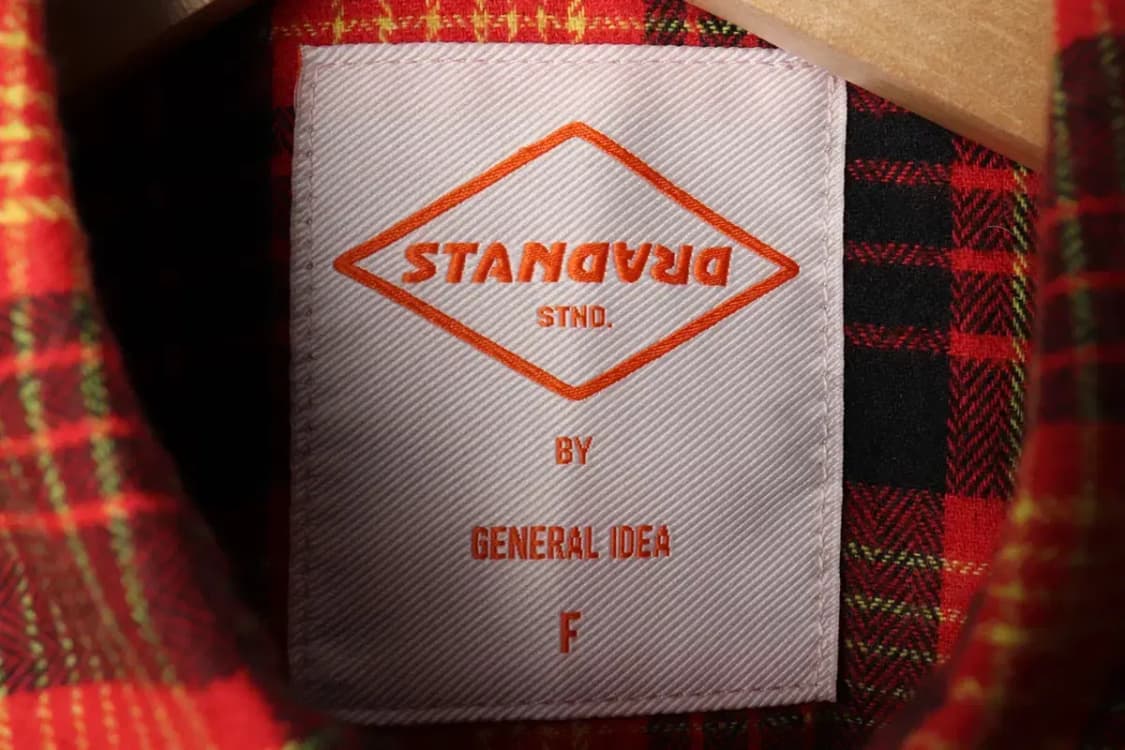 STANDARD
STND.
BY
GENERAL IDEA
F